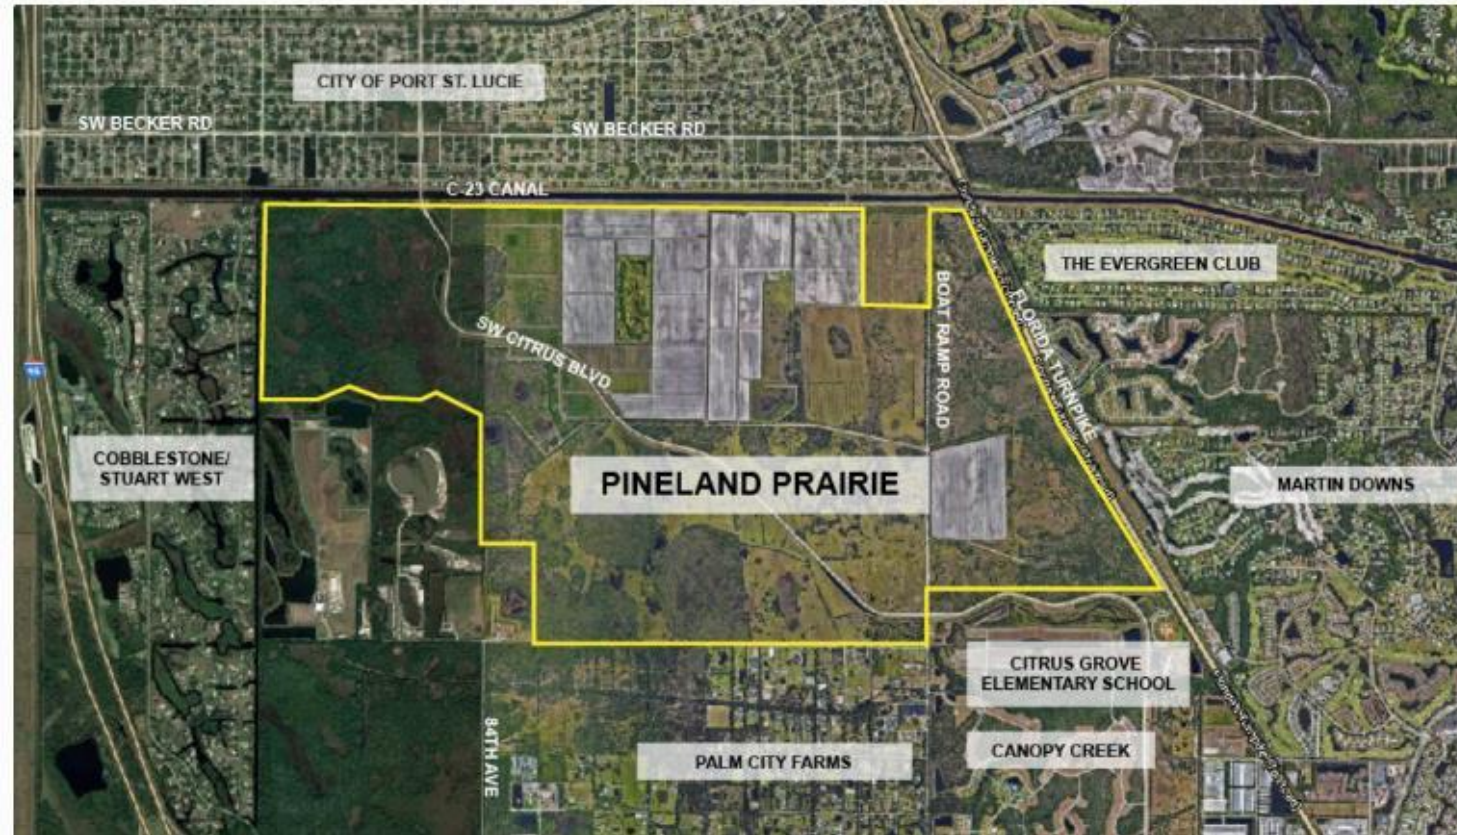 CITY OF PORT ST. LUCIE
SW BECKER RD
SW BECKER RD
C-23 CANAL
THE EVERGREEN CLUB
BOAT RAMP ROAD
FLORIDA TURNPIKE
SW CITRUS BLVD
95
COBBLESTONE/
STUART WEST
PINELAND PRAIRIE
MARTIN DOWNS
CITRUS GROVE
ELEMENTARY SCHOOL
84TH AVE
PALM CITY FARMS
CANOPY CREEK